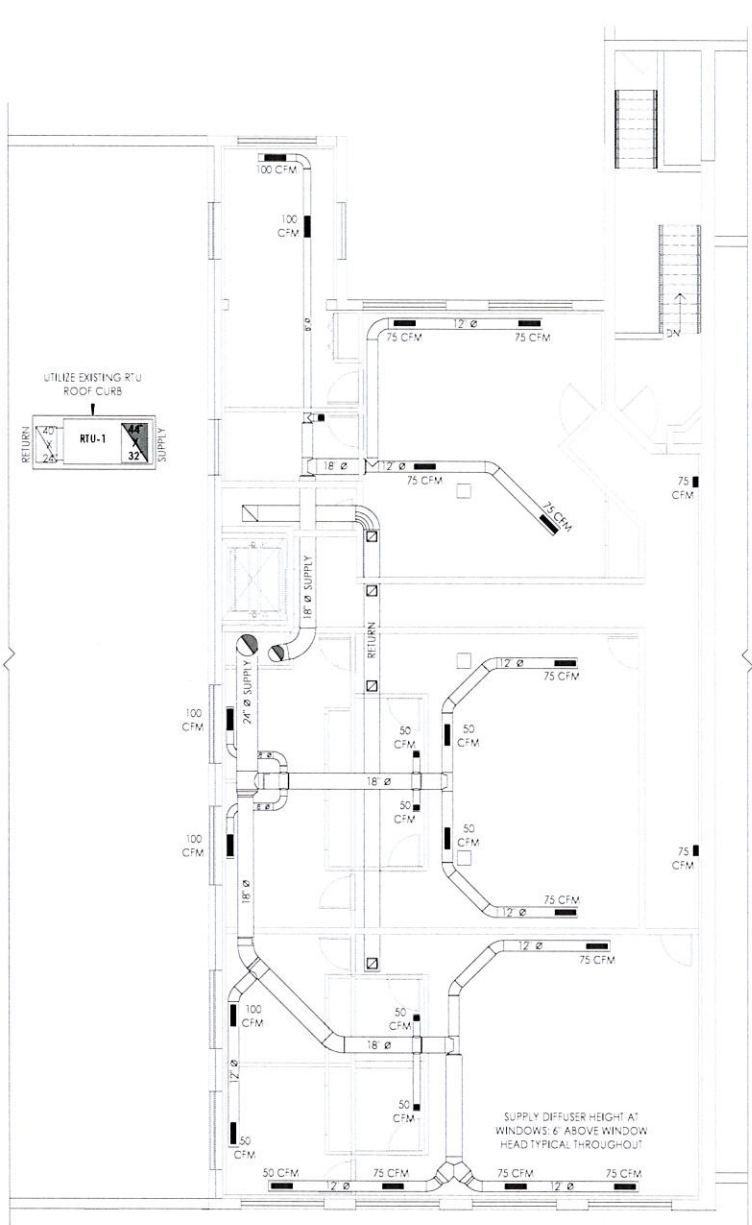 100 CFM
100
CFM
8" Ø
75 CFM
12" Ø
75 CFM
UTILIZE EXISTING RTU
ROOF CURB
RETURN
40"
X
24"
RTU-1
44"
X
32"
SUPPLY
DN
18" Ø
12" Ø
75 CFM
75 CFM
75
CFM
18" Ø SUPPLY
RETURN
24" Ø SUPPLY
12" Ø
75 CFM
100
CFM
50
CFM
50
CFM
8" Ø
18" Ø
8" Ø
50
CFM
50
CFM
100
CFM
75
CFM
18" Ø
75 CFM
12" Ø
12" Ø
75 CFM
100
CFM
50
CFM
18" Ø
12" Ø
50
CFM
50
CFM
SUPPLY DIFFUSER HEIGHT AT
WINDOWS: 6" ABOVE WINDOW
HEAD TYPICAL THROUGHOUT
50 CFM
75 CFM
75 CFM
75 CFM
12" Ø
12" Ø